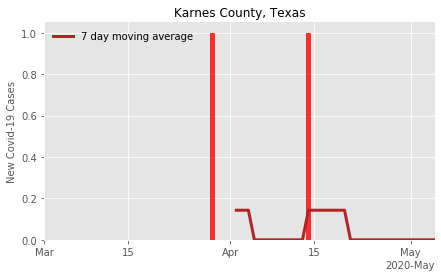 Karnes County, Texas
7 day moving average
New Covid-19 Cases
1.0
0.8
0.6
0.4
0.2
0.0
Mar 15 Apr 15 May
2020-May